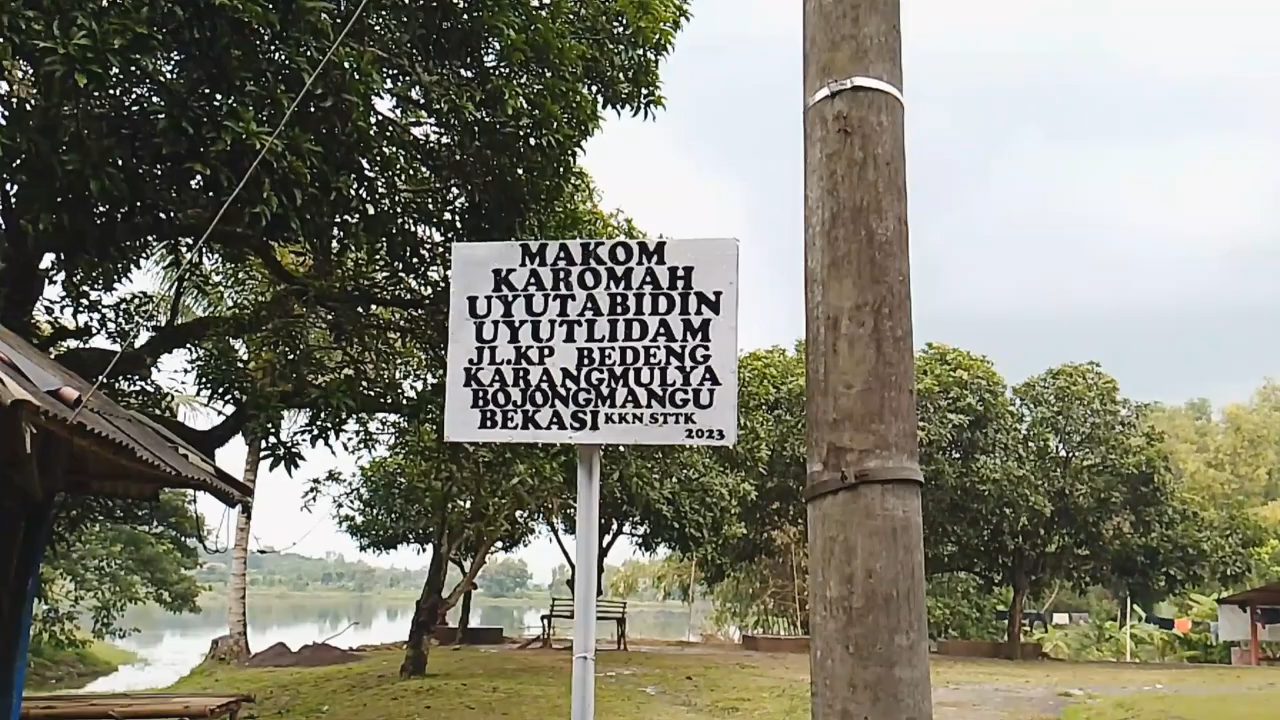 MAKOM
KAROMAH
UYUTABIDIN
UYUTLIDAM
JL.KP BEDENG
KARANGMULYA
BOJONGMANGU
BEKASI KKN STTK
2023